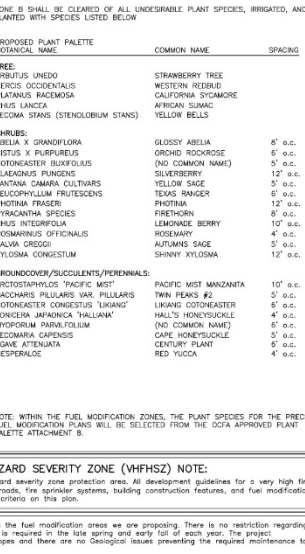 ONE B SHALL BE CLEARED OF ALL UNDESIRABLE PLANT SPECIES, IRRIGATED, AND
PLANTED WITH SPECIES LISTED BELOW
ROPOSED PLANT PALETTE
OTANICAL NAME COMMON NAME SPACING
REE:
RBUTUS UNEDO STRAWBERRY TREE
ERCIS OCCIDENTALIS WESTERN REDBUD
LATANUS RACEMOSA CALIFORNIA SYCAMORE
HUS LANCEA AFRICAN SUMAC
ECOMA STANS (STENOLOBIUM STANS) YELLOW BELLS
HRUBS:
BELIA X GRANDIFLORA GLOSSY ABELIA 8' o.c.
ISTUS X PURPUREUS ORCHID ROCKROSE 6' o.c.
OTONEASTER BUXIFOLIUS (NO COMMON NAME) 5' o.c.
LAEAGNUS PUNGENS SILVERBERRY 12' o.c.
ANTANA CAMARA CULTIVARS YELLOW SAGE 5' o.c.
EUCOPHYLLUM FRUTESCENS TEXAS RANGER 6' o.c.
HOTINIA FRASERI PHOTINIA 12' o.c.
YRACANTHA SPECIES FIRETHORN 8' o.c.
HUS INTEGRIFOLIA LEMONADE BERRY 10' o.c.
OSMARINUS OFFICINALIS ROSEMARY 4' o.c.
ALVIA GREGGII AUTUMNS SAGE 5' o.c.
YLOSMA CONGESTUM SHINNY XYLOSMA 12' o.c.
ROUNDCOVER/SUCCULENTS/PERENNIALS:
RCTOSTAPHYLOS 'PACIFIC MIST' PACIFIC MIST MANZANITA 10' o.c.
ACCHARIS PILULARIS VAR. PILULARIS TWIN PEAKS #2 5' o.c.
OTONEASTER CONGESTUS 'LIKIANG' LIKIANG COTONEASTER 6' o.c.
ONICERA JAPAONICA 'HALLIANA' HALL'S HONEYSUCKLE 4' o.c.
YOPORUM PARVILFOLIUM (NO COMMON NAME) 6' o.c.
ECOMARIA CAPENSIS CAPE HONEYSUCKLE 5' o.c.
GAVE ATTENUATA CENTURY PLANT 6' o.c.
ESPERALOE RED YUCCA 4' o.c.
OTE: WITHIN THE FUEL MODIFICATION ZONES, THE PLANT SPECIES FOR THE PREC
UEL MODIFICATION PLANS WILL BE SELECTED FROM THE OCFA APPROVED PLANT
ALETTE ATTACHMENT 8.
ZARD SEVERITY ZONE (VHFHSZ) NOTE:
ard severity zone protection area. All development guidelines for a very high fir
roads, fire sprinkler systems, building construction features, and fuel modificatio
criteria on this plan.
n the fuel modification areas we are proposing. There is no restriction regarding
is required in the late spring and early fall of each year. The project
opes and there are no Geological issues preventing the required maintenance to